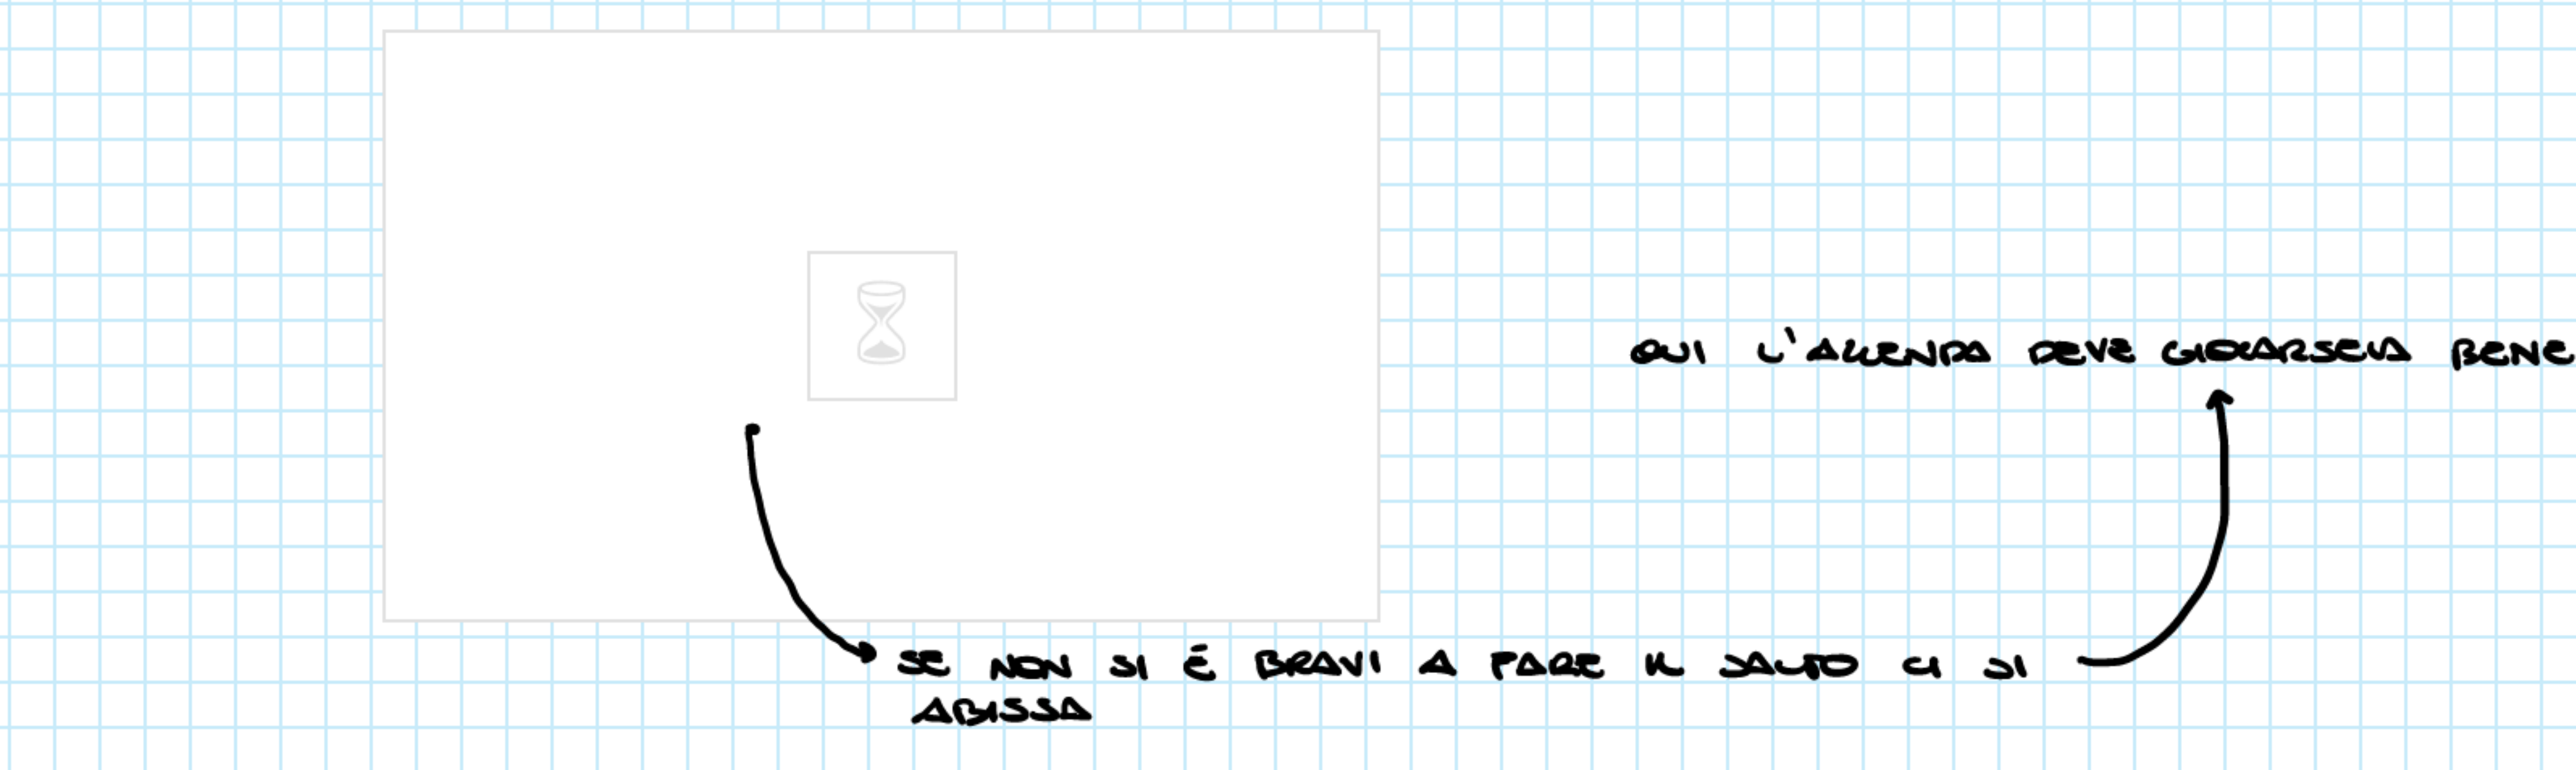 QUI L'AZIENDA DEVE GIOCARSELA BENE
SE NON SI É BRAVI A FARE IL SALTO CI SI
ABISSA